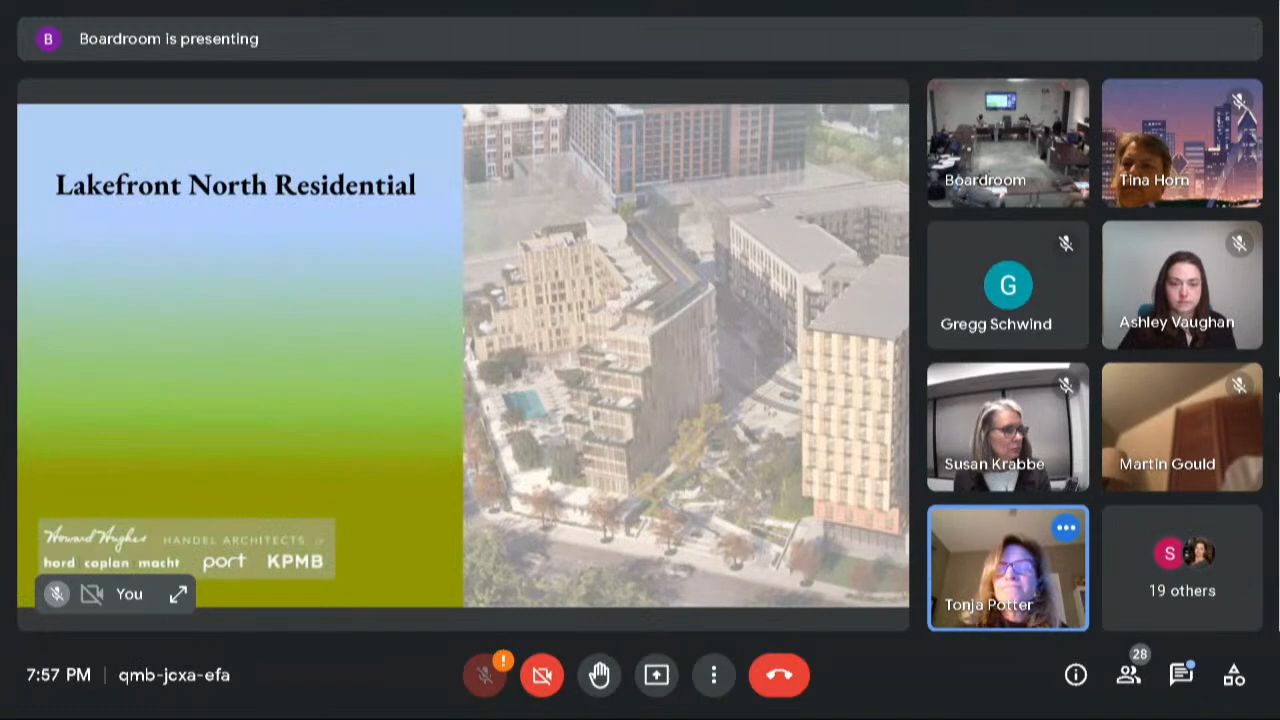 B Boardroom is presenting
Lakefront North Residential
Howard Hughes HANDEL ARCHITECTS LLP
hord coplan macht port KPMB
You
Boardroom
Tina Horn
G
Gregg Schwind
Ashley Vaughan
Susan Krabbe
Martin Gould
Tonja Potter
S
19 others
7:57 PM | qmb-jcxa-efa
!
28